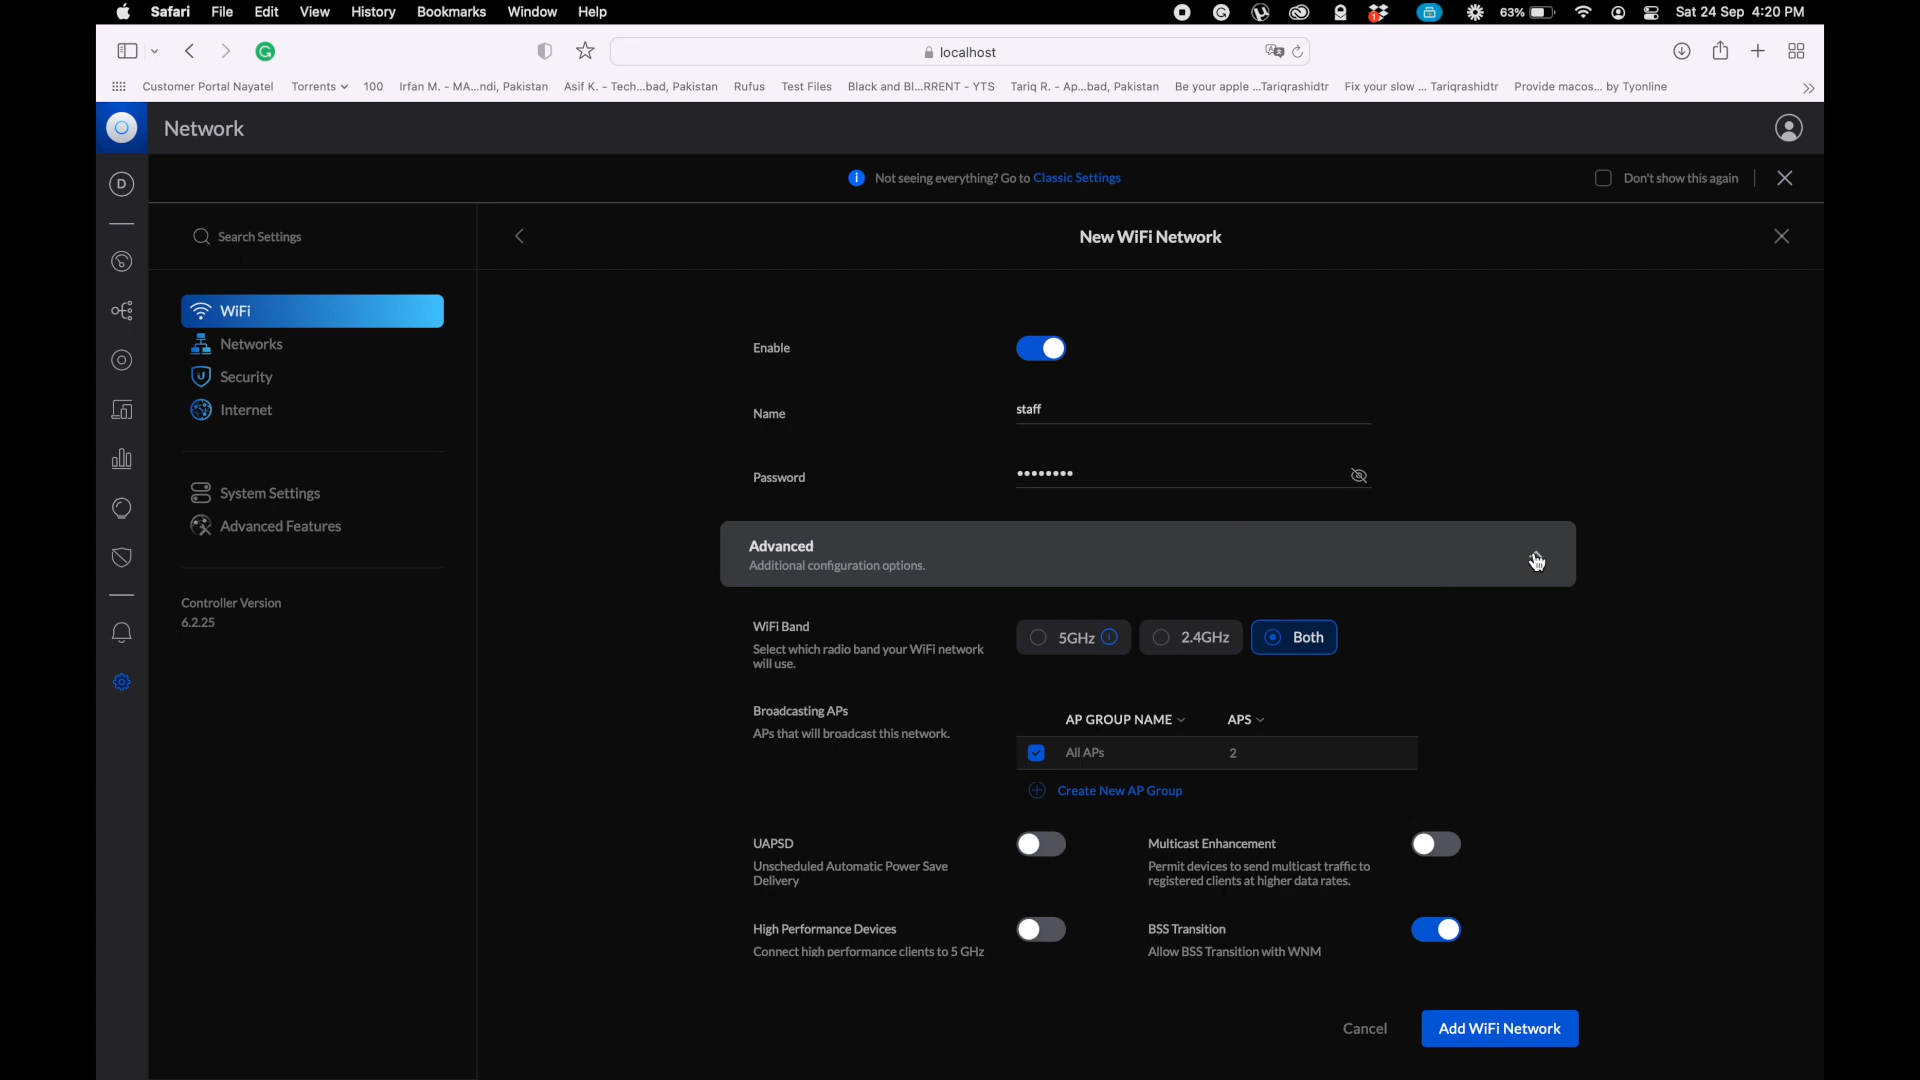 Safari File Edit View History Bookmarks Window Help 63% Sat 24 Sep 4:20 PM
localhost
Customer Portal Nayatel Torrents 100 Irfan M. - MA...ndi, Pakistan Asif K. - Tech...bad, Pakistan Rufus Test Files Black and Bl...RRENT - YTS Tariq R. - Ap...bad, Pakistan Be your apple ...Tariqrashidtr Fix your slow ... Tariqrashidtr Provide macos... by Tyonline
Network
D
Not seeing everything? Go to Classic Settings Don't show this again
Search Settings
New WiFi Network
WiFi
Networks
Security
Internet
System Settings
Advanced Features
Controller Version
6.2.25
Enable
Name staff
Password ••••••••
Advanced
Additional configuration options.
WiFi Band
Select which radio band your WiFi network
will use.
5GHz 2.4GHz Both
Broadcasting APs
APs that will broadcast this network.
AP GROUP NAME APS
All APs 2
Create New AP Group
UAPSD
Unscheduled Automatic Power Save
Delivery
Multicast Enhancement
Permit devices to send multicast traffic to
registered clients at higher data rates.
High Performance Devices
Connect high performance clients to 5 GHz
BSS Transition
Allow BSS Transition with WNM
Cancel Add WiFi Network